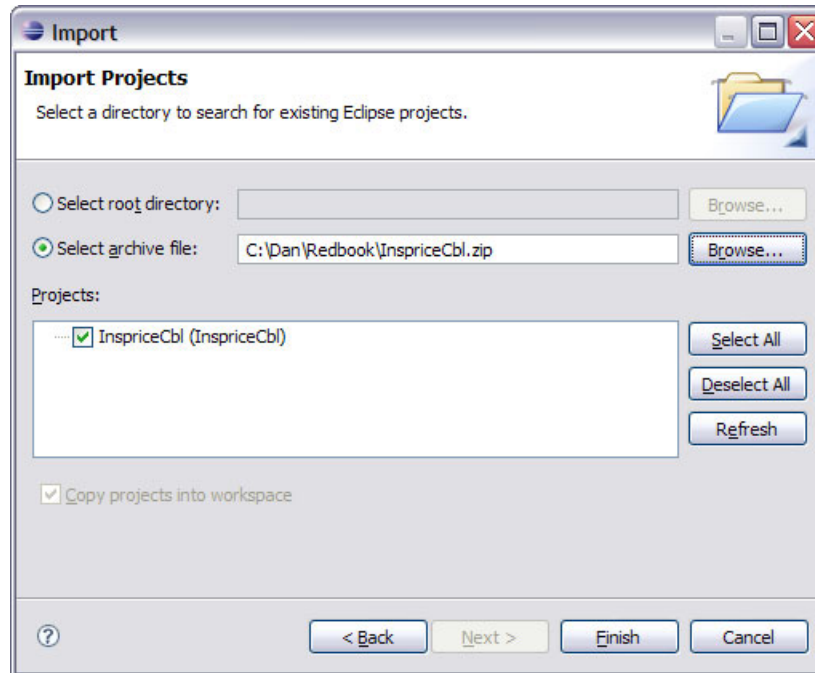 Import
Import Projects
Select a directory to search for existing Eclipse projects.
Select root directory: Browse...
Select archive file: C:\Dan\Redbook\InspriceCbl.zip Browse...
Projects:
InspriceCbl (InspriceCbl)
Select All
Deselect All
Refresh
Copy projects into workspace
? < Back Next > Finish Cancel